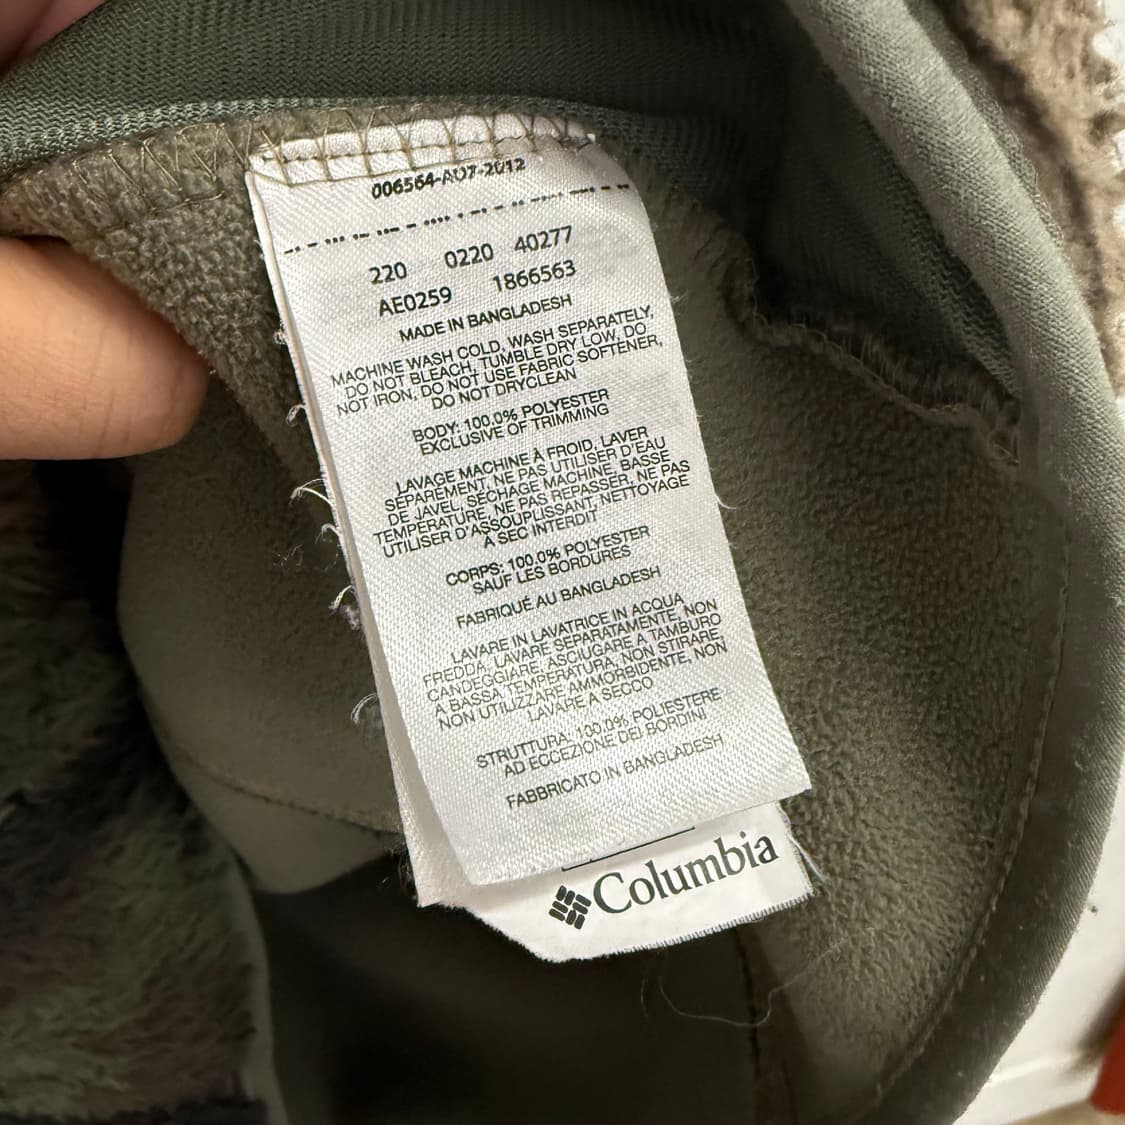 006564-A07-2012
220 0220 40277
AE0259 1866563
MADE IN BANGLADESH
MACHINE WASH COLD, WASH SEPARATELY,
DO NOT BLEACH, TUMBLE DRY LOW, DO
NOT IRON, DO NOT USE FABRIC SOFTENER,
DO NOT DRYCLEAN
BODY: 100.0% POLYESTER
EXCLUSIVE OF TRIMMING
LAVAGE MACHINE À FROID, LAVER
SÉPARÉMENT, NE PAS UTILISER D'EAU
DE JAVEL, SÉCHAGE MACHINE, BASSE
TEMPÉRATURE, NE PAS REPASSER, NE PAS
UTILISER D'ASSOUPLISSANT, NETTOYAGE
À SEC INTERDIT
CORPS: 100.0% POLYESTER
SAUF LES BORDURES
FABRIQUÉ AU BANGLADESH
LAVARE IN LAVATRICE IN ACQUA
FREDDA, LAVARE SEPARATAMENTE, NON
CANDEGGIARE, ASCIUGARE A TAMBURO
A BASSA TEMPERATURA, NON STIRARE,
NON UTILIZZARE AMMORBIDENTE, NON
LAVARE A SECCO
STRUTTURA, 100.0% POLIESTERE
AD ECCEZIONE DEI BORDINI
FABBRICATO IN BANGLADESH
Columbia